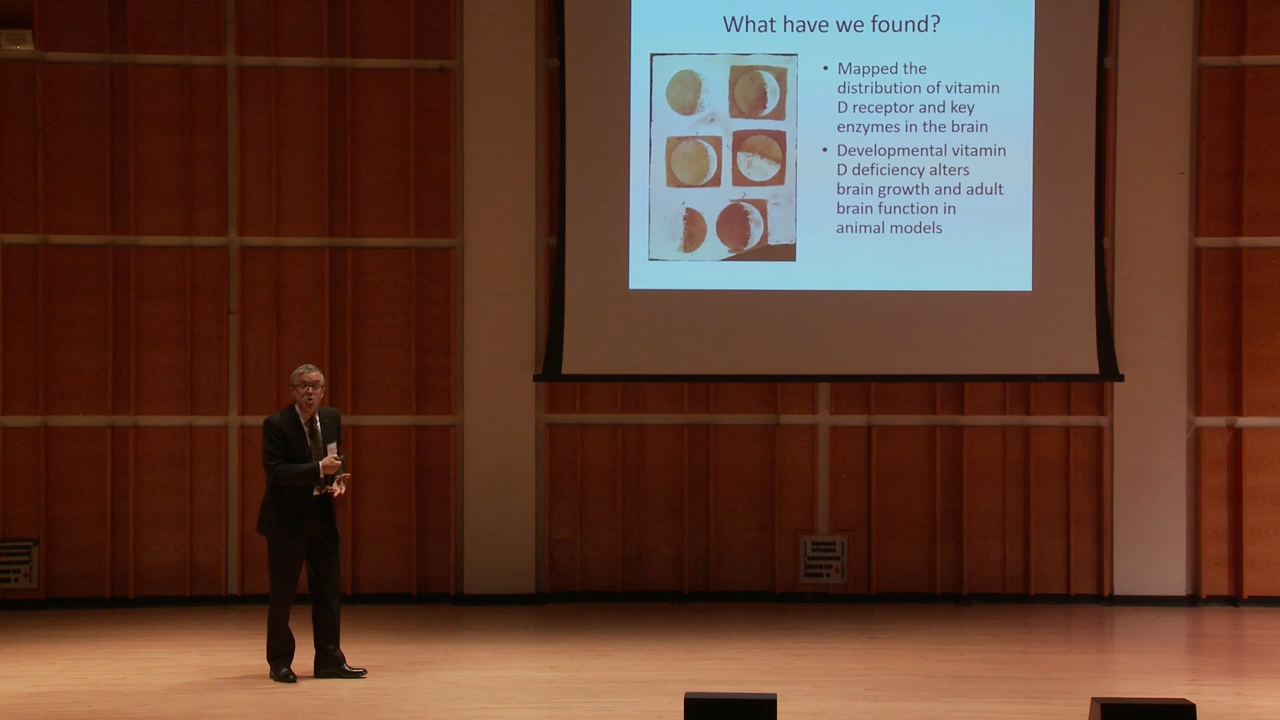 What have we found?
• Mapped the
distribution of vitamin
D receptor and key
enzymes in the brain
• Developmental vitamin
D deficiency alters
brain growth and adult
brain function in
animal models